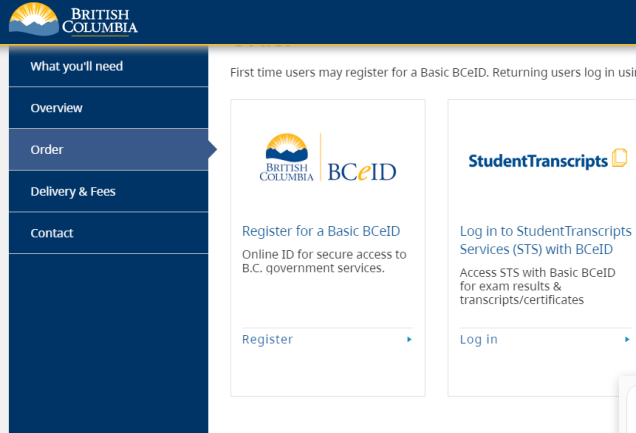 BRITISH
COLUMBIA
What you'll need
Overview
Order
Delivery & Fees
Contact
First time users may register for a Basic BCeID. Returning users log in
BRITISH
COLUMBIA
BCeID
Register for a Basic BCeID
Online ID for secure access to
B.C. government services.
Register
StudentTranscripts
Log in to StudentTranscripts
Services (STS) with BCeID
Access STS with Basic BCeID
for exam results &
transcripts/certificates
Log in